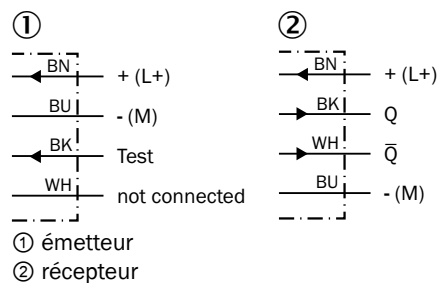 ①
BN + (L+)
BU - (M)
BK Test
WH not connected
②
BN + (L+)
BK Q
WH Q̅
BU - (M)
① émetteur
② récepteur